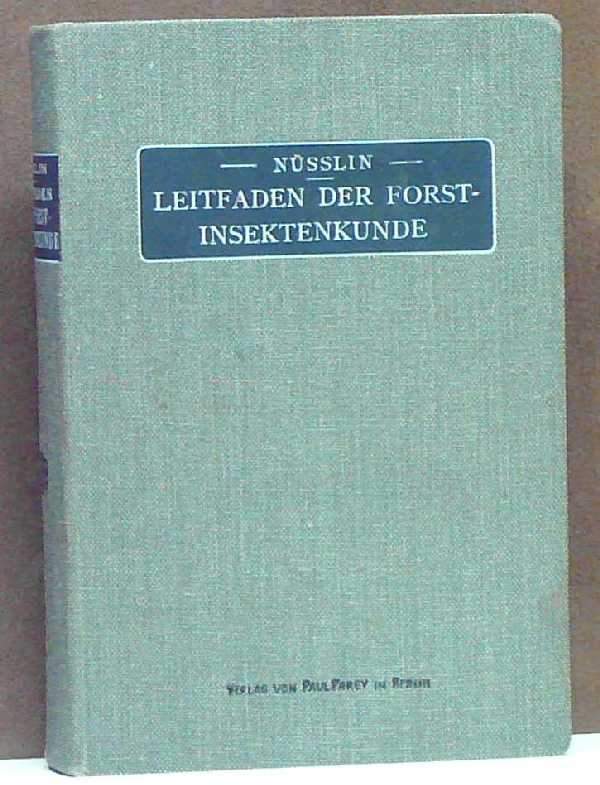 NÜSSLIN
LEITFADEN DER FORST-
INSEKTENKUNDE
VERLAG VON PAUL PAREY IN BERLIN